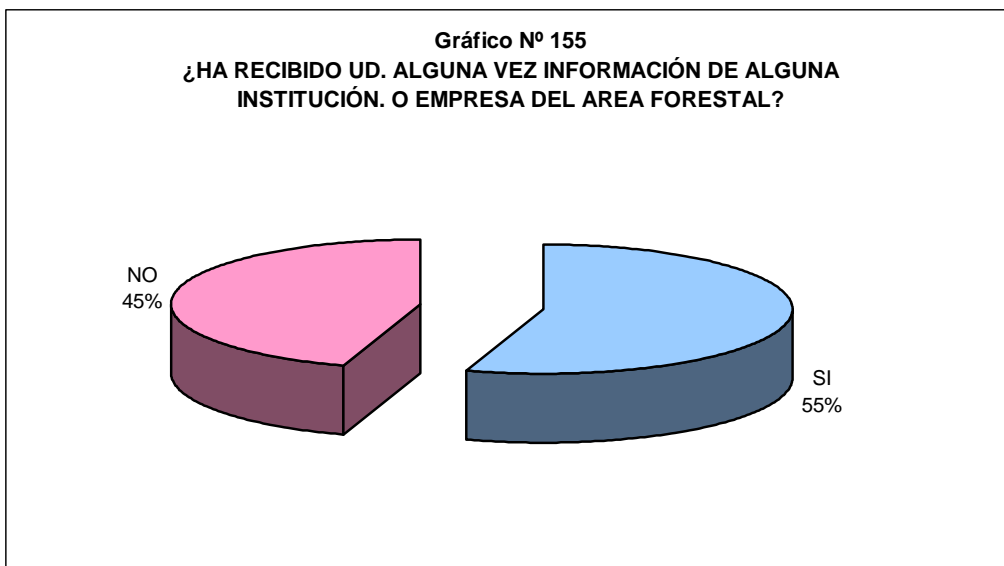 Gráfico Nº 155
¿HA RECIBIDO UD. ALGUNA VEZ INFORMACIÓN DE ALGUNA
INSTITUCIÓN. O EMPRESA DEL AREA FORESTAL?
NO
45%
SI
55%